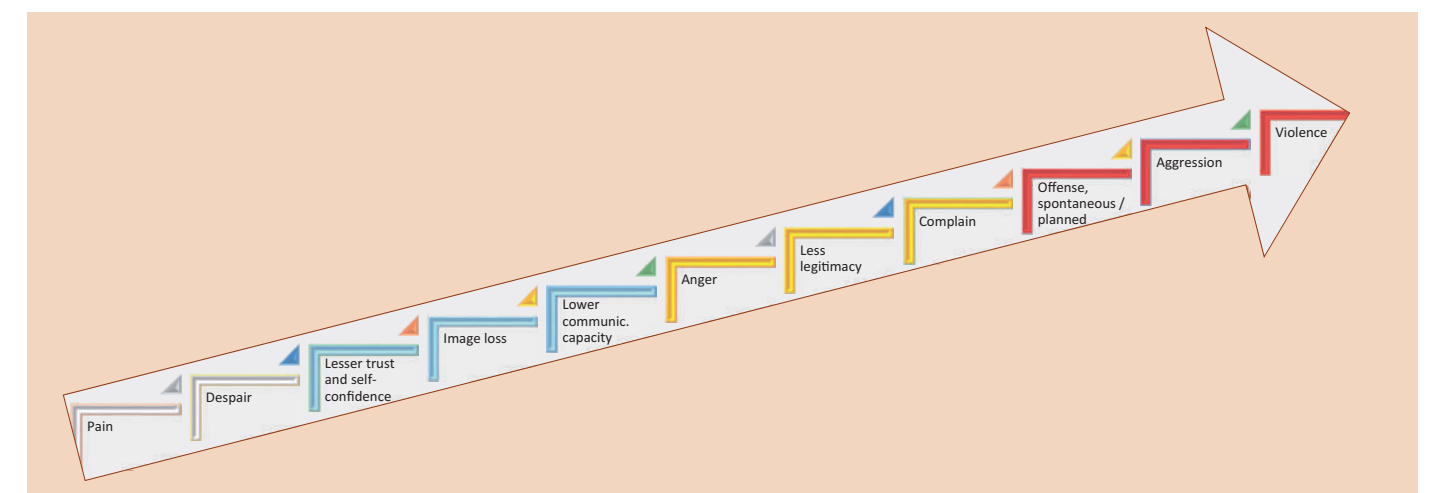 Pain
Despair
Lesser trust
and self-
confidence
Image loss
Lower
communic.
capacity
Anger
Less
legitimacy
Complain
Offense,
spontaneous /
planned
Aggression
Violence